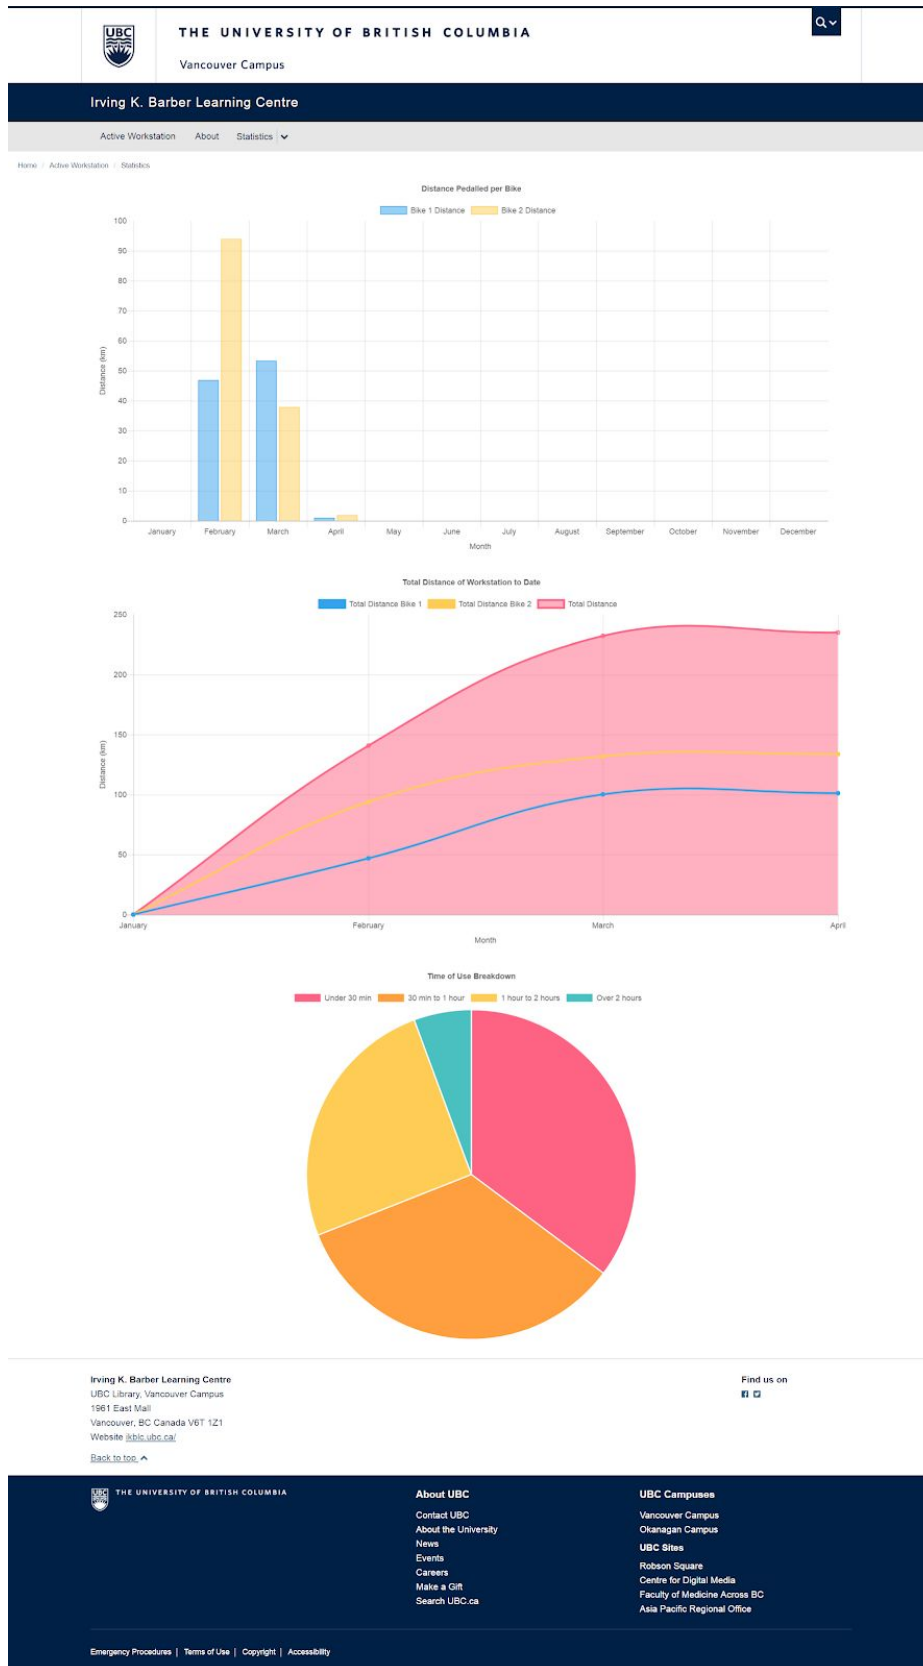 UBC
THE UNIVERSITY OF BRITISH COLUMBIA
Vancouver Campus
Irving K. Barber Learning Centre
Active Workstation About Statistics
Home / Active Workstation / Statistics
Distance Pedalled per Bike
Bike 1 Distance Bike 2 Distance
100
90
80
70
60
50
40
30
20
10
0
Distance (km)
January February March April May June July August September October November December
Month
Total Distance of Workstation to Date
Total Distance Bike 1 Total Distance Bike 2 Total Distance
250
200
150
100
50
0
Distance (km)
January February March April
Month
Time of Use Breakdown
Under 30 min 30 min to 1 hour 1 hour to 2 hours Over 2 hours
Irving K. Barber Learning Centre Find us on
UBC Library, Vancouver Campus
1961 East Mall
Vancouver, BC Canada V6T 1Z1
Website ikblc.ubc.ca/
Back to top
UBC THE UNIVERSITY OF BRITISH COLUMBIA
About UBC
Contact UBC
About the University
News
Events
Careers
Make a Gift
Search UBC.ca
UBC Campuses
Vancouver Campus
Okanagan Campus
UBC Sites
Robson Square
Centre for Digital Media
Faculty of Medicine Across BC
Asia Pacific Regional Office
Emergency Procedures | Terms of Use | Copyright | Accessibility